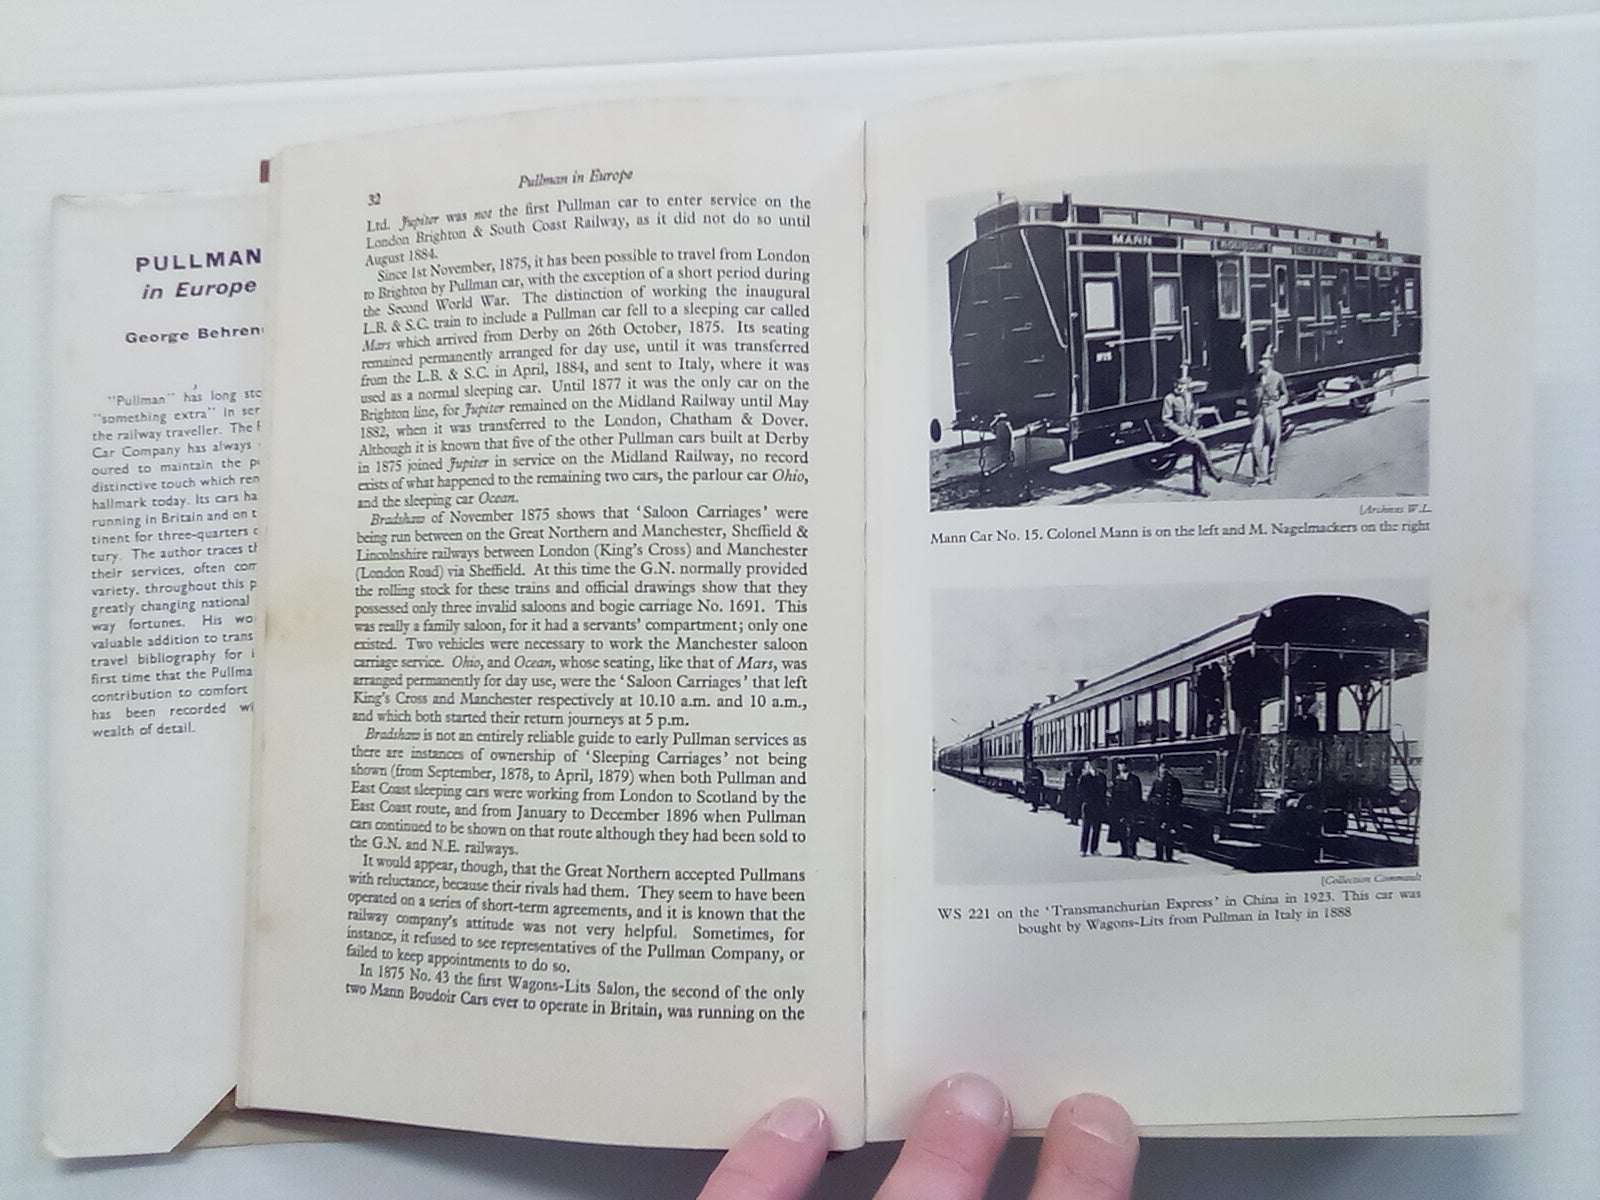 PULLMAN
in Europe
George Behren
"Pullman" has long sto
"something extra" in ser
the railway traveller. The P
Car Company has always
oured to maintain the p
distinctive touch which ren
hallmark today. Its cars ha
running in Britain and on t
tinent for three-quarters o
tury. The author traces th
their services, often com
variety, throughout this p
greatly changing national
way fortunes. His wo
valuable addition to trans
travel bibliography for i
first time that the Pullma
contribution to comfort
has been recorded wi
wealth of detail.
32
Pullman in Europe
Ltd. Jupiter was not the first Pullman car to enter service on the
London Brighton & South Coast Railway, as it did not do so until
August 1884.
Since 1st November, 1875, it has been possible to travel from London
to Brighton by Pullman car, with the exception of a short period during
the Second World War. The distinction of working the inaugural
L.B. & S.C. train to include a Pullman car fell to a sleeping car called
Mars which arrived from Derby on 26th October, 1875. Its seating
remained permanently arranged for day use, until it was transferred
from the L.B. & S.C. in April, 1884, and sent to Italy, where it was
used as a normal sleeping car. Until 1877 it was the only car on the
Brighton line, for Jupiter remained on the Midland Railway until May
1882, when it was transferred to the London, Chatham & Dover.
Although it is known that five of the other Pullman cars built at Derby
in 1875 joined Jupiter in service on the Midland Railway, no record
exists of what happened to the remaining two cars, the parlour car Ohio,
and the sleeping car Ocean.
Bradshaw of November 1875 shows that 'Saloon Carriages' were
being run between on the Great Northern and Manchester, Sheffield &
Lincolnshire railways between London (King's Cross) and Manchester
(London Road) via Sheffield. At this time the G.N. normally provided
the rolling stock for these trains and official drawings show that they
possessed only three invalid saloons and bogie carriage No. 1691. This
was really a family saloon, for it had a servants' compartment; only one
existed. Two vehicles were necessary to work the Manchester saloon
carriage service. Ohio, and Ocean, whose seating, like that of Mars, was
arranged permanently for day use, were the 'Saloon Carriages' that left
King's Cross and Manchester respectively at 10.10 a.m. and 10 a.m.,
and which both started their return journeys at 5 p.m.
Bradshaw is not an entirely reliable guide to early Pullman services as
there are instances of ownership of 'Sleeping Carriages' not being
shown (from September, 1878, to April, 1879) when both Pullman and
East Coast sleeping cars were working from London to Scotland by the
East Coast route, and from January to December 1896 when Pullman
cars continued to be shown on that route although they had been sold to
the G.N. and N.E. railways.
It would appear, though, that the Great Northern accepted Pullmans
with reluctance, because their rivals had them. They seem to have been
operated on a series of short-term agreements, and it is known that the
railway company's attitude was not very helpful. Sometimes, for
instance, it refused to see representatives of the Pullman Company, or
failed to keep appointments to do so.
In 1875 No. 43 the first Wagons-Lits Salon, the second of the only
two Mann Boudoir Cars ever to operate in Britain, was running on the
MANN
Nº15
[Archives W.L.
Mann Car No. 15. Colonel Mann is on the left and M. Nagelmackers on the right
[Collection Commault
WS 221 on the 'Transmanchurian Express' in China in 1923. This car was
bought by Wagons-Lits from Pullman in Italy in 1888